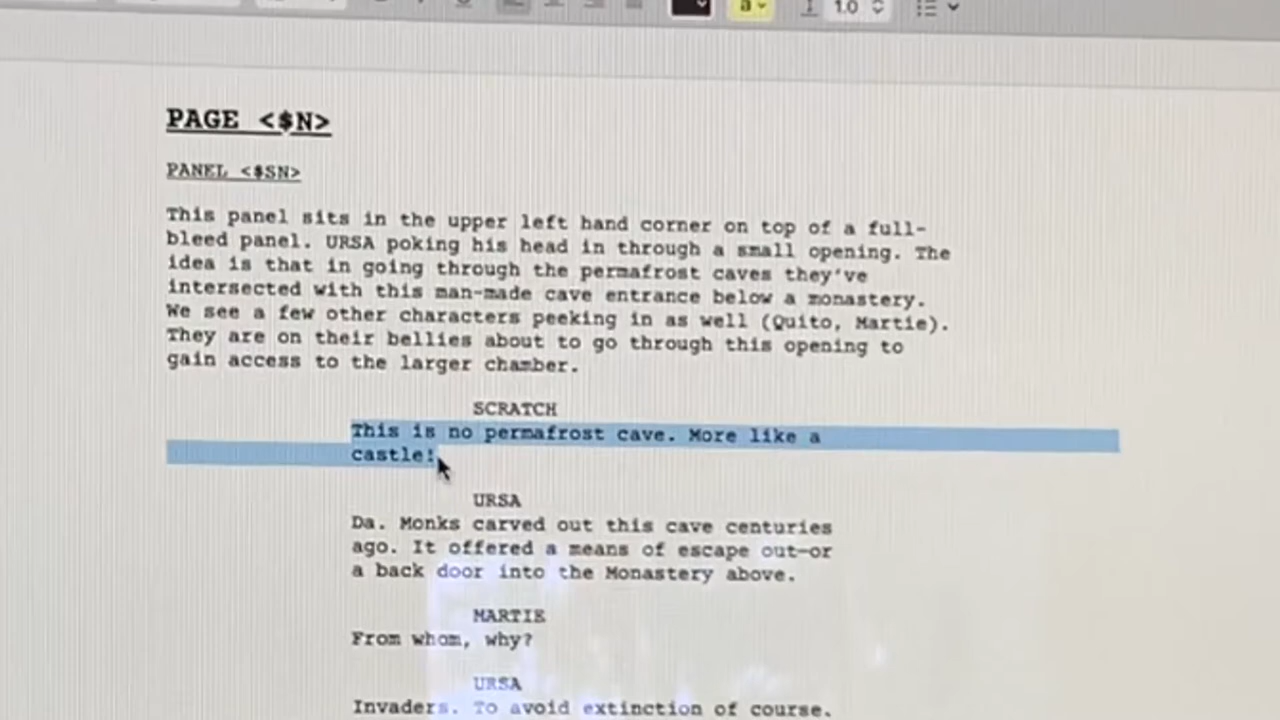 a
1.0
PAGE <$N>
PANEL <$SN>
This panel sits in the upper left hand corner on top of a full-
bleed panel. URSA poking his head in through a small opening. The
idea is that in going through the permafrost caves they've
intersected with this man-made cave entrance below a monastery.
We see a few other characters peeking in as well (Quito, Martie).
They are on their bellies about to go through this opening to
gain access to the larger chamber.
SCRATCH
This is no permafrost cave. More like a
castle!
URSA
Da. Monks carved out this cave centuries
ago. It offered a means of escape out—or
a back door into the Monastery above.
MARTIE
From whom, why?
URSA
Invaders. To avoid extinction of course.